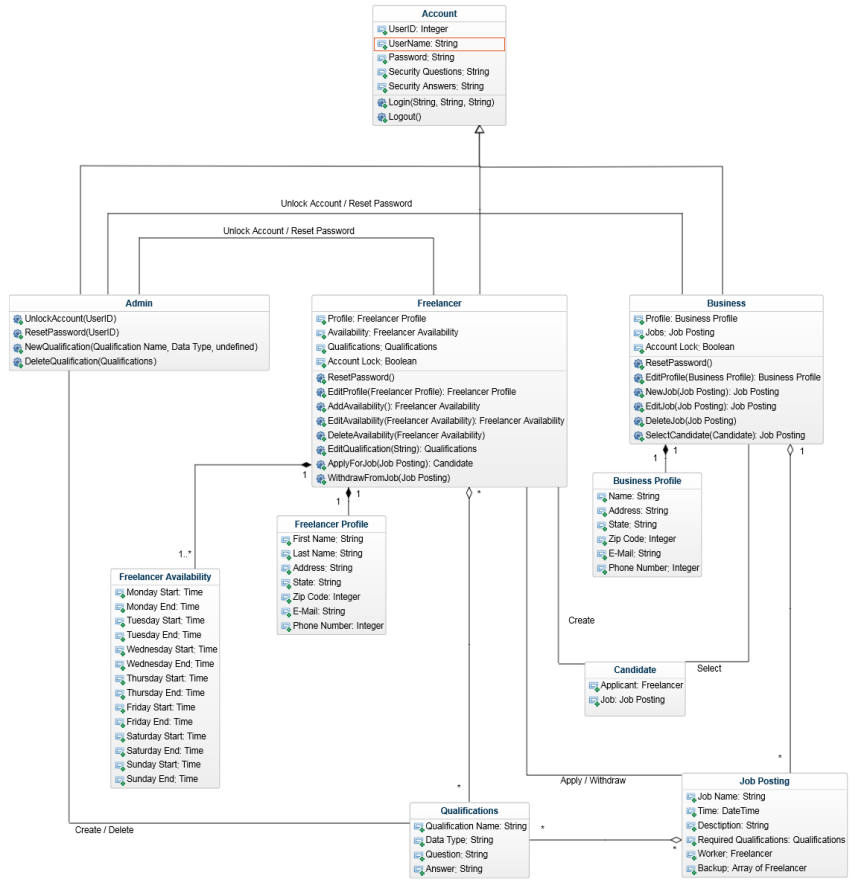 Account
UserID: Integer
UserName: String
Password: String
Security Questions: String
Security Answers: String
Login(String, String, String)
Logout()
Unlock Account / Reset Password
Unlock Account / Reset Password
Admin
UnlockAccount(UserID)
ResetPassword(UserID)
NewQualification(Qualification Name, Data Type, undefined)
DeleteQualification(Qualifications)
Freelancer
Profile: Freelancer Profile
Availability: Freelancer Availability
Qualifications: Qualifications
Account Lock: Boolean
ResetPassword()
EditProfile(Freelancer Profile): Freelancer Profile
AddAvailability(): Freelancer Availability
EditAvailability(Freelancer Availability): Freelancer Availability
DeleteAvailability(Freelancer Availability)
EditQualification(String): Qualifications
ApplyForJob(Job Posting): Candidate
WithdrawFromJob(Job Posting)
Business
Profile: Business Profile
Jobs: Job Posting
Account Lock: Boolean
ResetPassword()
EditProfile(Business Profile): Business Profile
NewJob(Job Posting): Job Posting
EditJob(Job Posting): Job Posting
DeleteJob(Job Posting)
SelectCandidate(Candidate): Job Posting
1
1
1
*
1
1
1
1..*
Business Profile
Name: String
Address: String
State: String
Zip Code: Integer
E-Mail: String
Phone Number: Integer
Freelancer Profile
First Name: String
Last Name: String
Address: String
State: String
Zip Code: Integer
E-Mail: String
Phone Number: Integer
Freelancer Availability
Monday Start: Time
Monday End: Time
Tuesday Start: Time
Tuesday End: Time
Wednesday Start: Time
Wednesday End: Time
Thursday Start: Time
Thursday End: Time
Friday Start: Time
Friday End: Time
Saturday Start: Time
Saturday End: Time
Sunday Start: Time
Sunday End: Time
Create
Select
Candidate
Applicant: Freelancer
Job: Job Posting
*
Apply / Withdraw
*
Create / Delete
Qualifications
Qualification Name: String
Data Type: String
Question: String
Answer: String
*
*
Job Posting
Job Name: String
Time: DateTime
Desctiption: String
Required Qualifications: Qualifications
Worker: Freelancer
Backup: Array of Freelancer